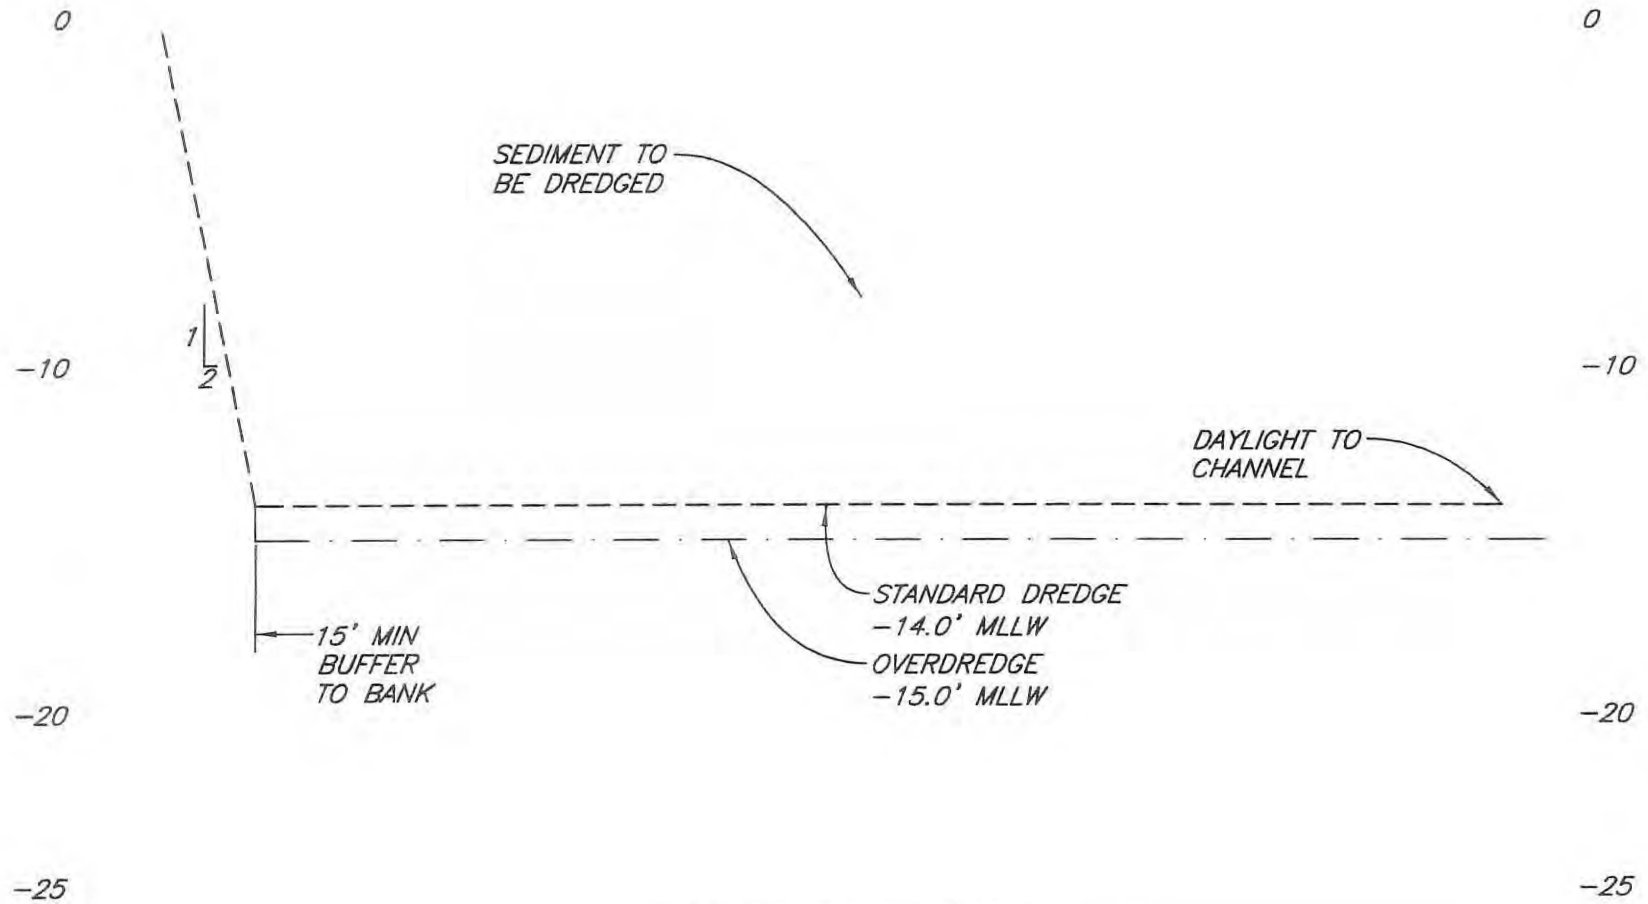 0
0
SEDIMENT TO
BE DREDGED
1
2
-10
-10
DAYLIGHT TO
CHANNEL
STANDARD DREDGE
-14.0' MLLW
15' MIN
BUFFER
TO BANK
OVERDREDGE
-15.0' MLLW
-20
-20
-25
-25